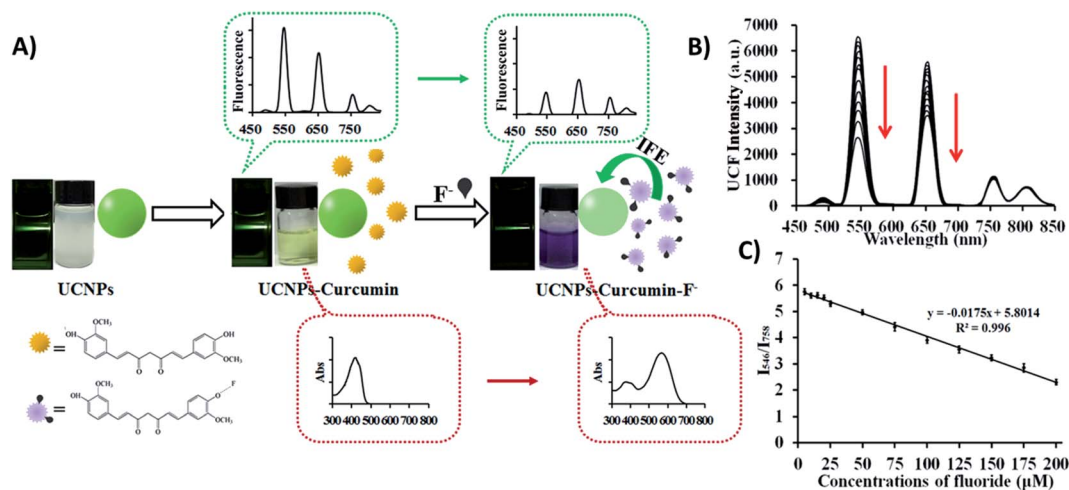 A)
Fluorescence
450 550 650 750
Fluorescence
450 550 650 750
F-
IFE
UCNPs
UCNPs-Curcumin
UCNPs-Curcumin-F-
OCH₃
OH
OH
OCH₃
O
O
=
OCH₃
OH
O
F
OCH₃
O
O
=
Abs
300 400 500 600 700 800
Abs
300 400 500 600 700 800
B)
UCF Intensity (a.u.)
7000
6000
5000
4000
3000
2000
1000
0
450 500 550 600 650 700 750 800 850
Wavelength (nm)
C)
I546/I758
7
6
5
4
3
2
1
0
y = -0.0175x + 5.8014
R² = 0.996
0 25 50 75 100 125 150 175 200
Concentrations of fluoride (µM)